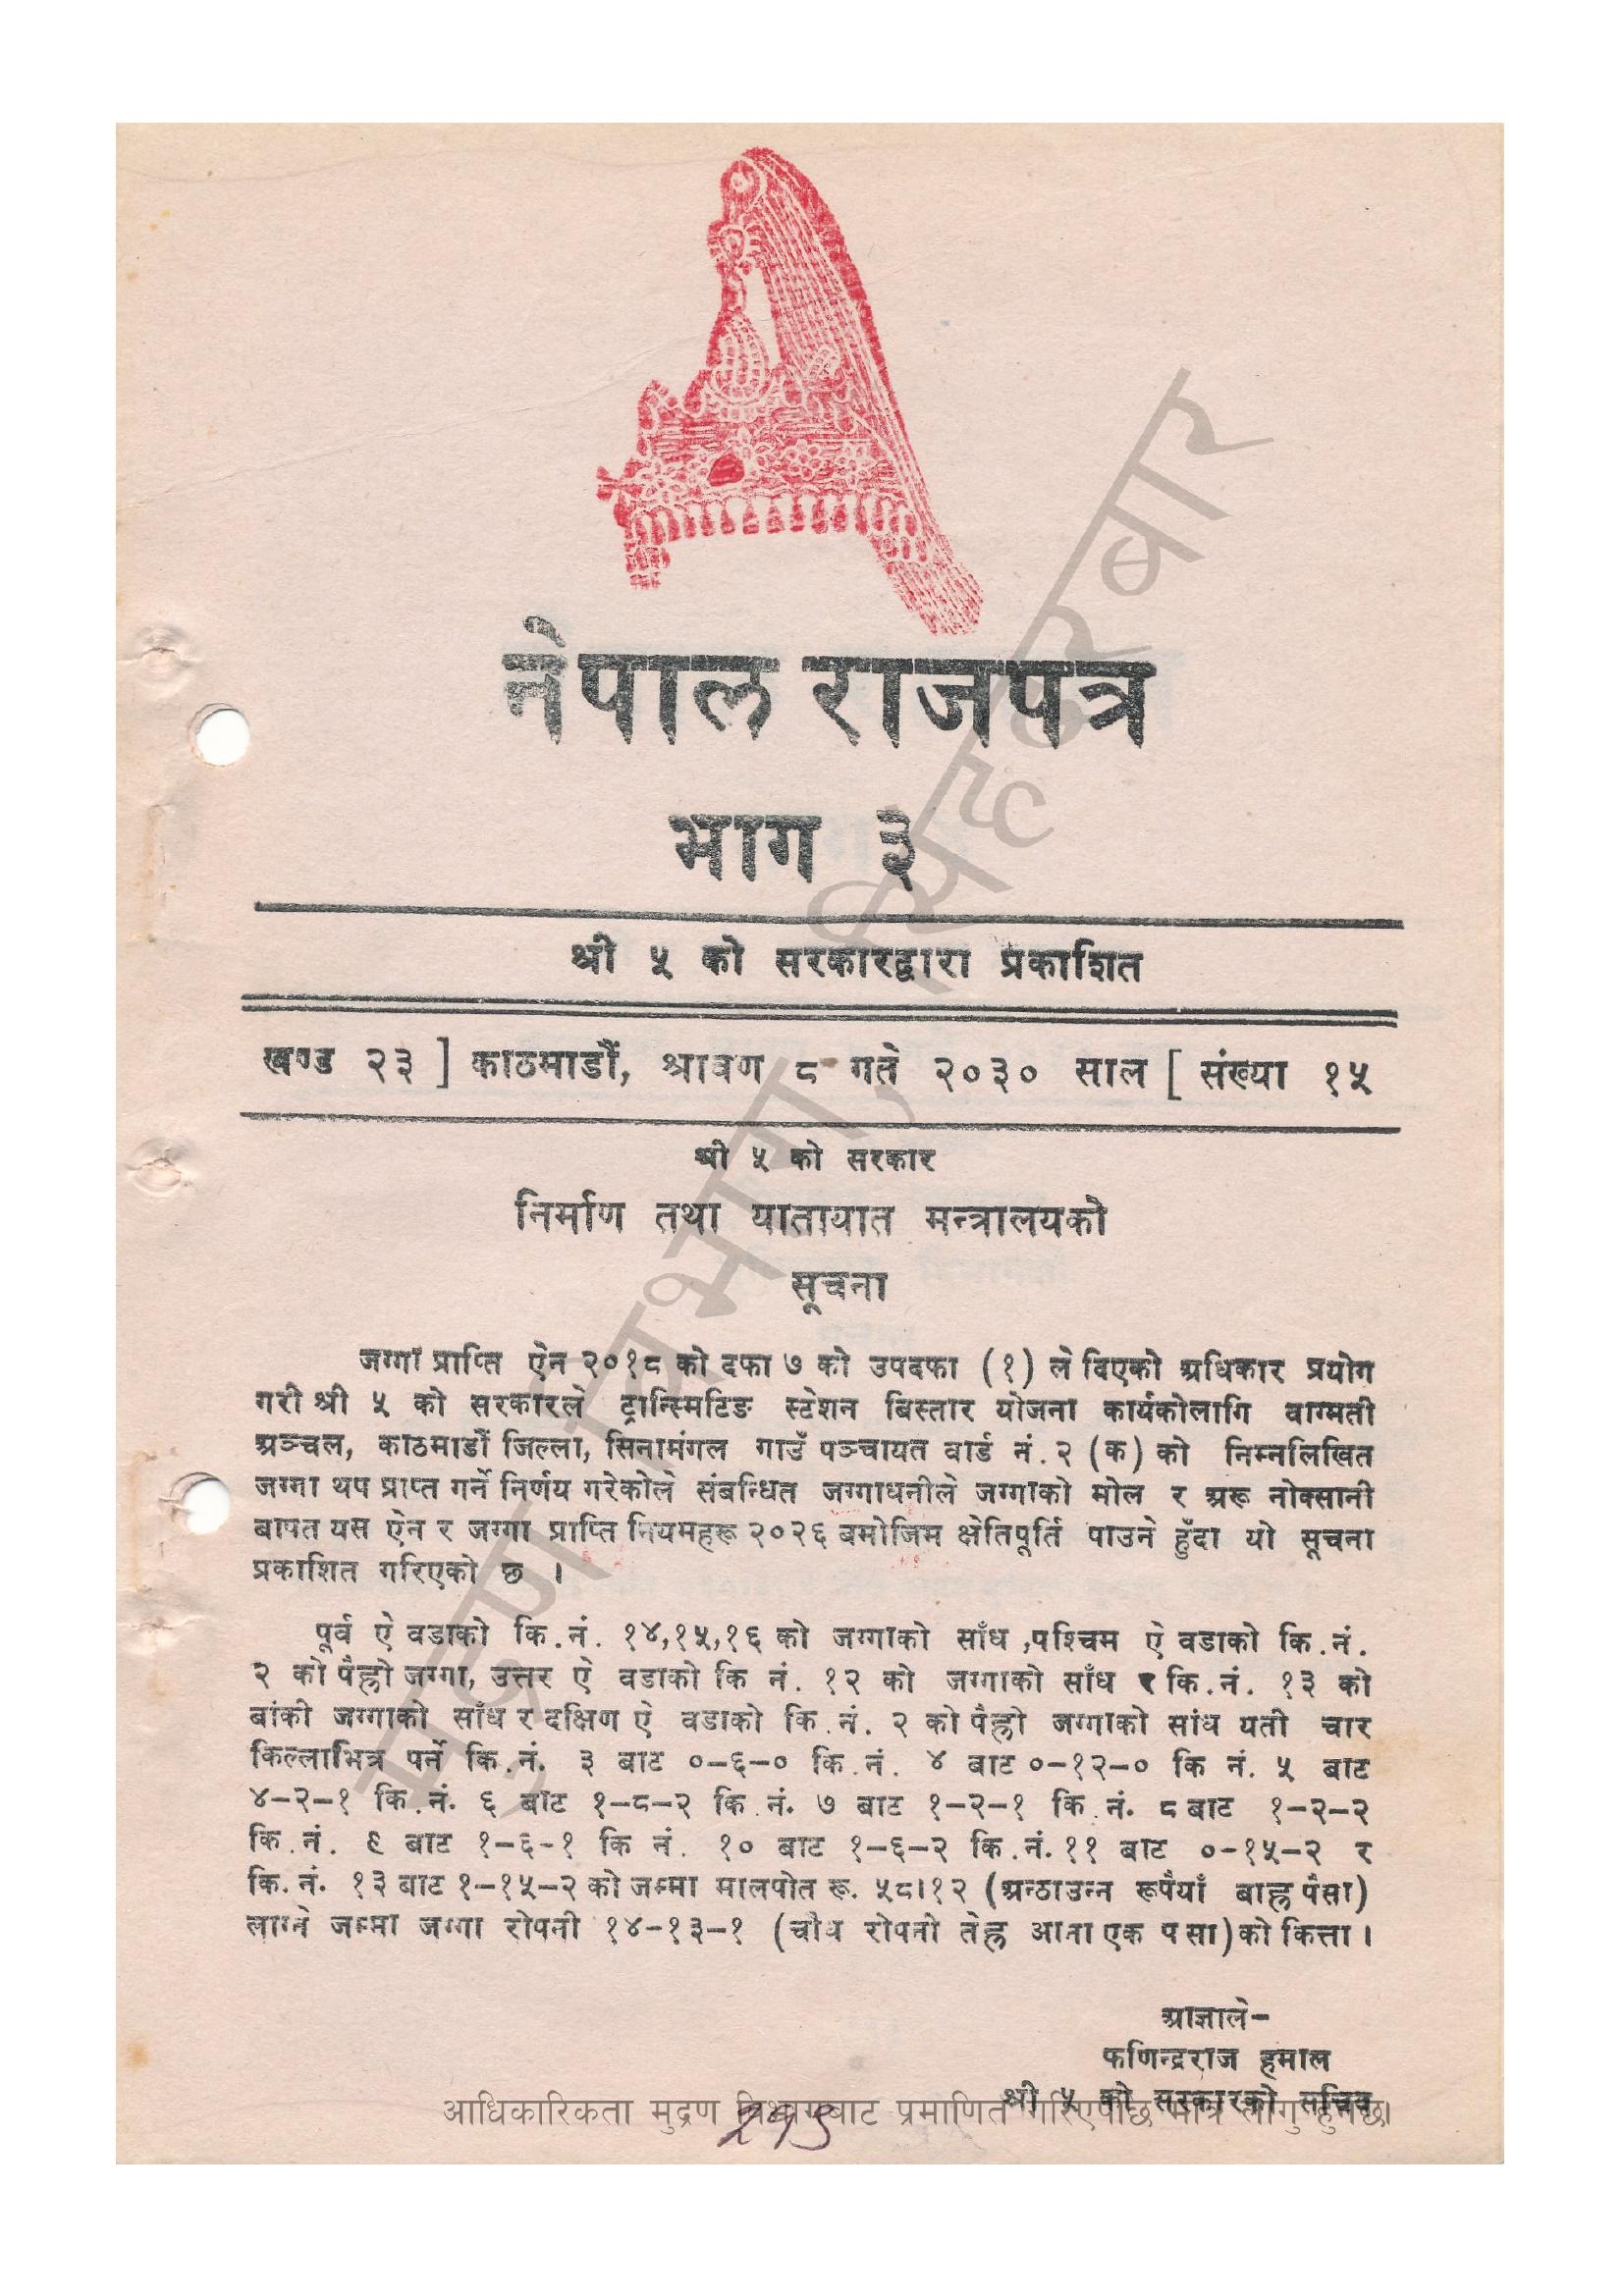 नेपाल राजपत्र
भाग ३
श्री ५ को सरकारद्वारा प्रकाशित
खण्ड २३ ] काठमाडौं, श्रावण ८ गते २०३० साल [ संख्या १५
श्री ५ को सरकार
निर्माण तथा यातायात मन्त्रालयको
सूचना
जग्गा प्राप्ति ऐन २०१८ को दफा ७ को उपदफा (१) ले दिएको अधिकार प्रयोग
गरी श्री ५ को सरकारले ट्रान्स्मिटिङ स्टेशन बिस्तार योजना कार्यकोलागि वाग्मती
अञ्चल, काठमाडौं जिल्ला, सिनामंगल गाउँ पञ्चायत वार्ड नं. २ (क) को निम्नलिखित
जग्गा थप प्राप्त गर्ने निर्णय गरेकोले संबन्धित जग्गाधनीले जग्गाको मोल र अरू नोक्सानी
बापत यस ऐन र जग्गा प्राप्ति नियमहरू २०२६ बमोजिम क्षेतिपूर्ति पाउने हुँदा यो सूचना
प्रकाशित गरिएको छ ।
पूर्व ऐ वडाको कि.नं. १४,१५,१६ को जग्गाको साँध ,पश्चिम ऐ वडाको कि.नं.
२ को पैह्लो जग्गा, उत्तर ऐ वडाको कि नं. १२ को जग्गाको साँध र कि.नं. १३ को
बांकी जग्गाको साँध र दक्षिण ऐ वडाको कि.नं. २ को पैह्लो जग्गाको सांध यती चार
किल्लाभित्र पर्ने कि.नं. ३ बाट ०-६-० कि.नं. ४ बाट ०-१२-० कि नं. ५ बाट
४-२-१ कि.नं. ६ बाट १-८-२ कि.नं. ७ बाट १-२-१ कि.नं. ८ बाट १-२-२
कि.नं. ९ बाट १-६-१ कि नं. १० बाट १-६-२ कि.नं. ११ बाट ०-१५-२ र
कि.नं. १३ बाट १-१५-२ को जम्मा मालपोत रू. ५८।१२ (अन्ठाउन्न रूपैयाँ बाह्र पैसा)
लाग्ने जम्मा जग्गा रोपनी १४-१३-१ (चौध रोपनी तेह्र आना एक प सा) को कित्ता ।
आज्ञाले-
फणिन्द्रराज हमाल
श्री ५ को सरकारको सचिव
आधिकारिकता मुद्रण विभागबाट प्रमाणित गरिएपछि मात्र लागु हुनेछ।
मुद्रण विभाग, सिंहदरबार